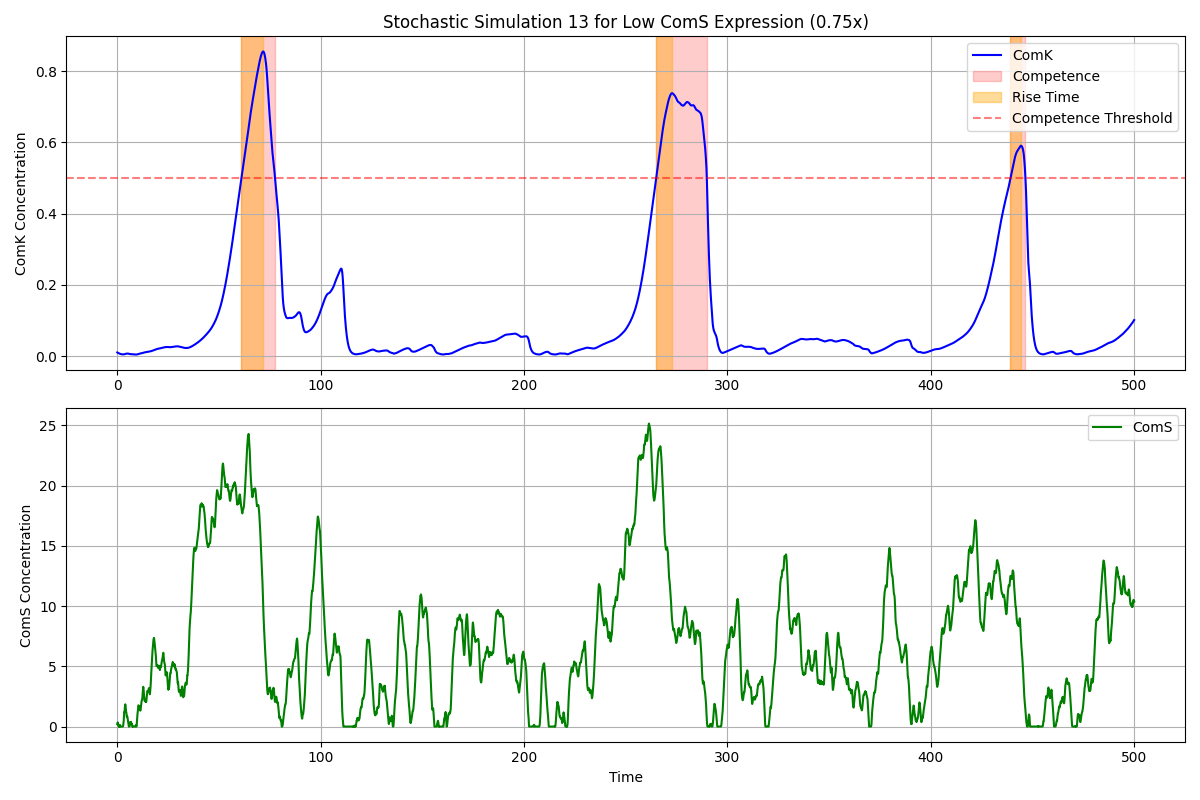 Stochastic Simulation 13 for Low ComS Expression (0.75x)
ComK Concentration
0.8
0.6
0.4
0.2
0.0
ComK
Competence
Rise Time
Competence Threshold
0 100 200 300 400 500
ComS Concentration
25
20
15
10
5
0
ComS
0 100 200 300 400 500
Time